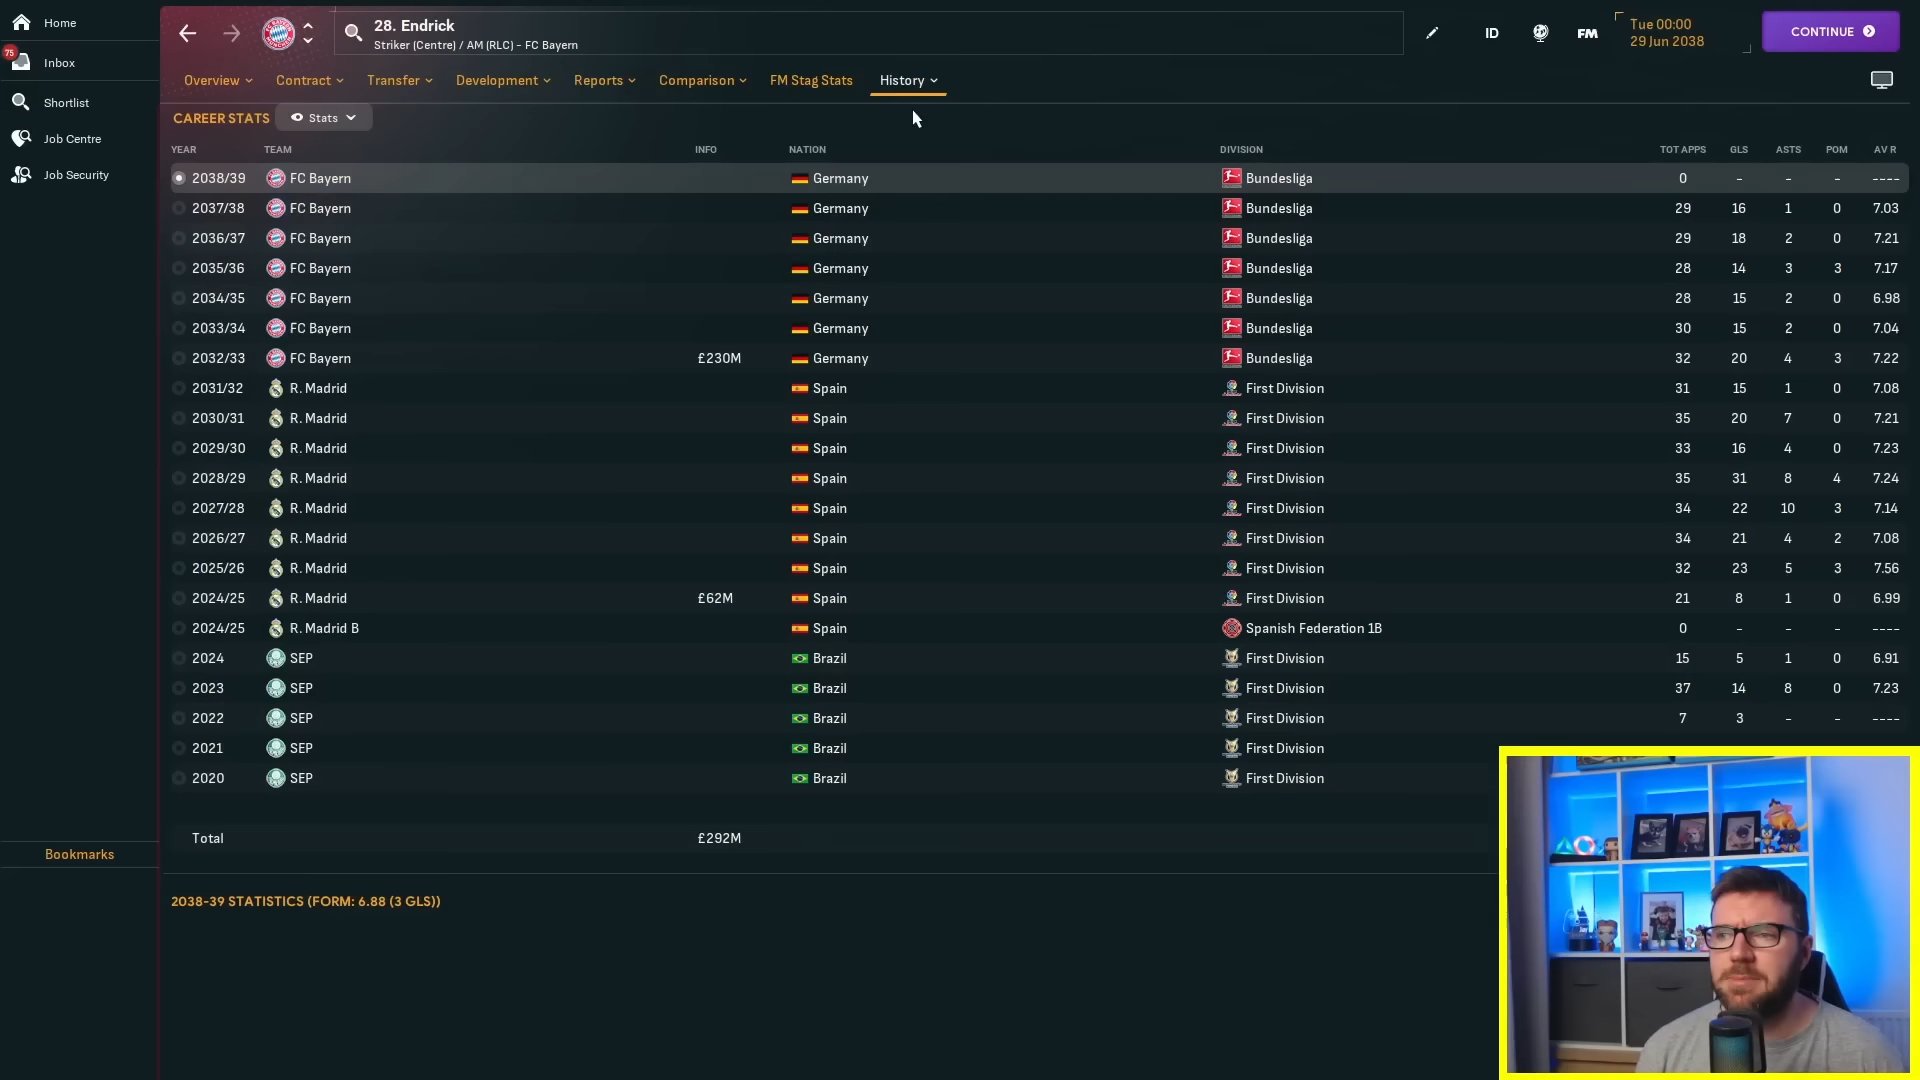 Home
75
Inbox
Shortlist
Job Centre
Job Security
Bookmarks
28. Endrick
Striker (Centre) / AM (RLC) - FC Bayern
ID
FM
Tue 00:00
29 Jun 2038
CONTINUE
Overview
Contract
Transfer
Development
Reports
Comparison
FM Stag Stats
History
CAREER STATS
Stats
YEAR TEAM INFO NATION DIVISION TOT APPS GLS ASTS POM AV R
2038/39 FC Bayern Germany Bundesliga 0 - - - ----
2037/38 FC Bayern Germany Bundesliga 29 16 1 0 7.03
2036/37 FC Bayern Germany Bundesliga 29 18 2 0 7.21
2035/36 FC Bayern Germany Bundesliga 28 14 3 3 7.17
2034/35 FC Bayern Germany Bundesliga 28 15 2 0 6.98
2033/34 FC Bayern Germany Bundesliga 30 15 2 0 7.04
2032/33 FC Bayern £230M Germany Bundesliga 32 20 4 3 7.22
2031/32 R. Madrid Spain First Division 31 15 1 0 7.08
2030/31 R. Madrid Spain First Division 35 20 7 0 7.21
2029/30 R. Madrid Spain First Division 33 16 4 0 7.23
2028/29 R. Madrid Spain First Division 35 31 8 4 7.24
2027/28 R. Madrid Spain First Division 34 22 10 3 7.14
2026/27 R. Madrid Spain First Division 34 21 4 2 7.08
2025/26 R. Madrid Spain First Division 32 23 5 3 7.56
2024/25 R. Madrid £62M Spain First Division 21 8 1 0 6.99
2024/25 R. Madrid B Spain Spanish Federation 1B 0 - - - ----
2024 SEP Brazil First Division 15 5 1 0 6.91
2023 SEP Brazil First Division 37 14 8 0 7.23
2022 SEP Brazil First Division 7 3 - - ----
2021 SEP Brazil First Division
2020 SEP Brazil First Division
Total £292M
2038-39 STATISTICS (FORM: 6.88 (3 GLS))